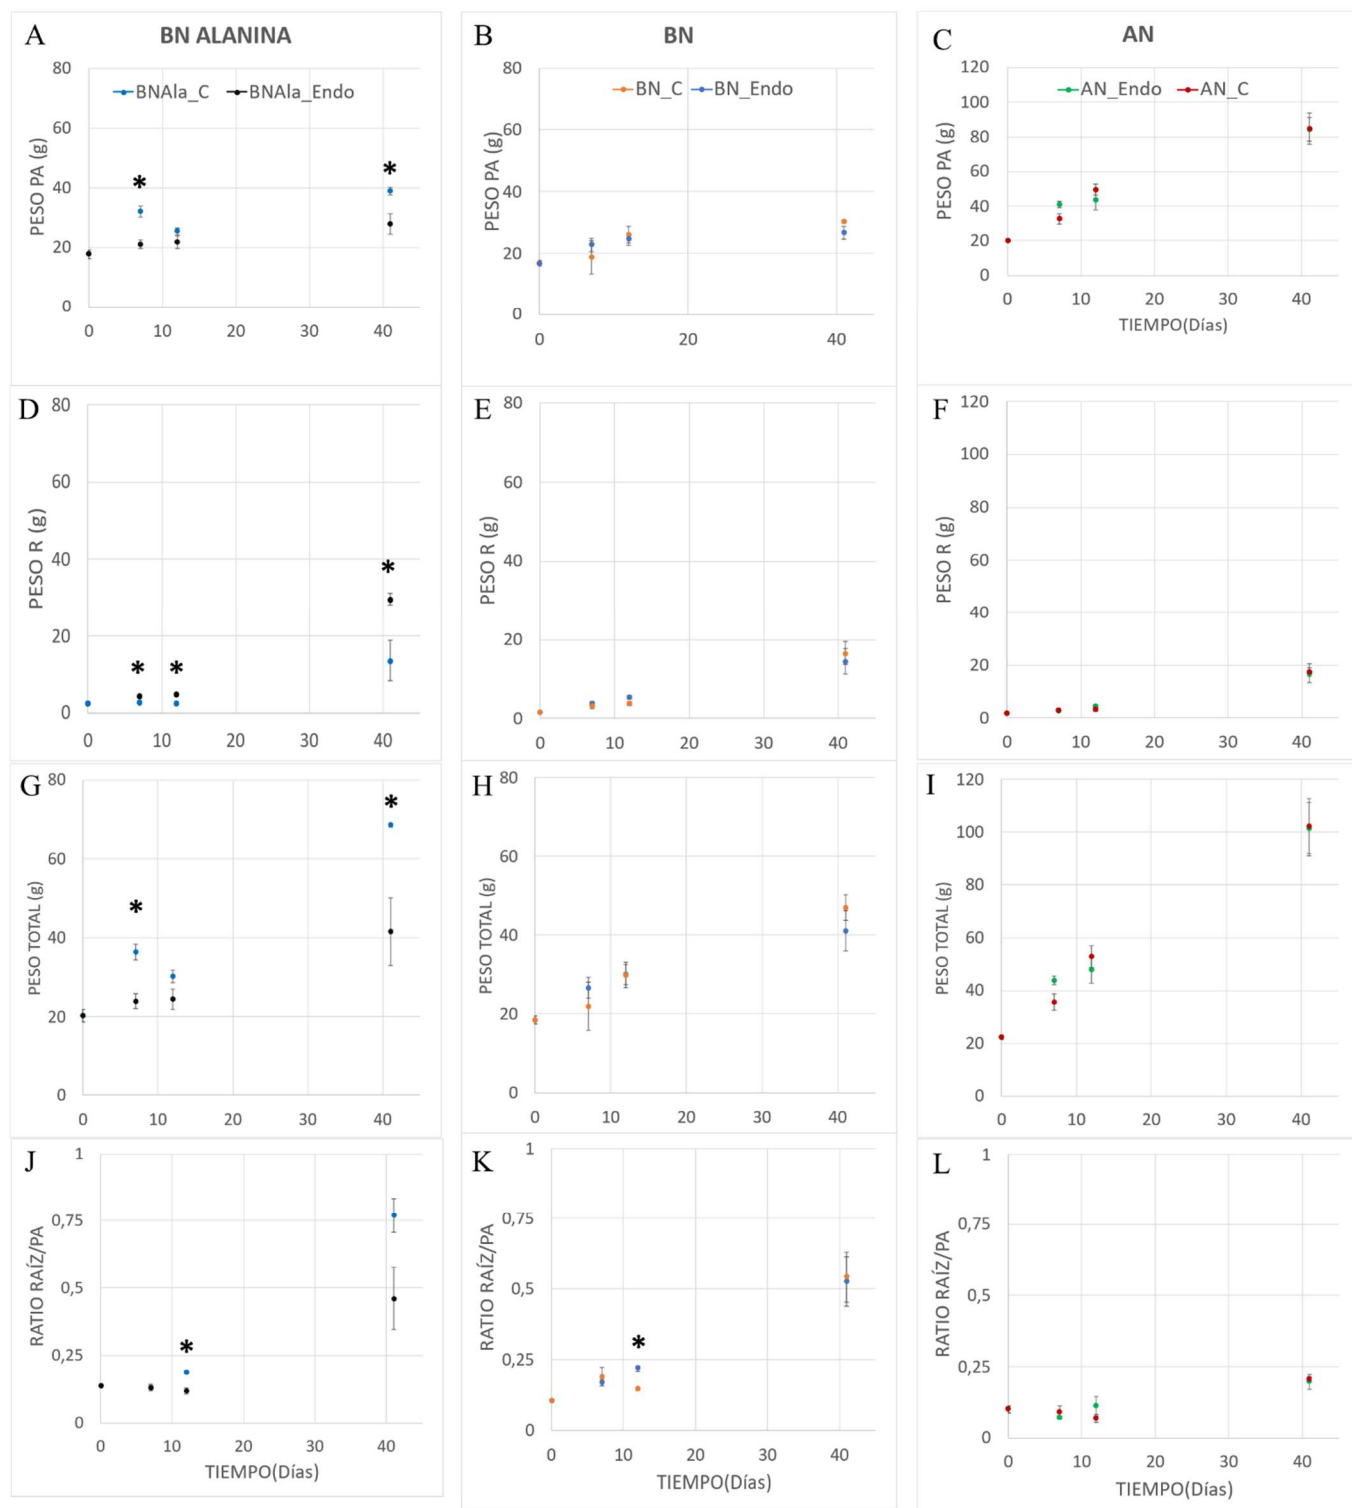 A
BN ALANINA
BNAla_C
BNAla_Endo
PESO PA (g)
80
60
40
20
0
*
*
0 10 20 30 40
B
BN
BN_C
BN_Endo
PESO PA (g)
80
60
40
20
0
0 20 40
C
AN
AN_Endo
AN_C
PESO PA (g)
120
100
80
60
40
20
0
0 10 20 30 40
TIEMPO(Días)
D
PESO R (g)
80
60
40
20
0
*
*
*
0 10 20 30 40
E
PESO R (g)
80
60
40
20
0
0 10 20 30 40
F
PESO R (g)
120
100
80
60
40
20
0
0 10 20 30 40
G
PESO TOTAL (g)
80
60
40
20
0
*
*
0 10 20 30 40
H
PESO TOTAL (g)
80
60
40
20
0
0 10 20 30 40
I
PESO TOTAL (g)
120
100
80
60
40
20
0
0 10 20 30 40
J
RATIO RAÍZ/PA
1
0,75
0,5
0,25
0
*
0 10 20 30 40
TIEMPO(Días)
K
RATIO RAÍZ/PA
1
0,75
0,5
0,25
0
*
0 10 20 30 40
TIEMPO(Días)
L
RATIO RAÍZ/PA
1
0,75
0,5
0,25
0
0 10 20 30 40
TIEMPO(Días)